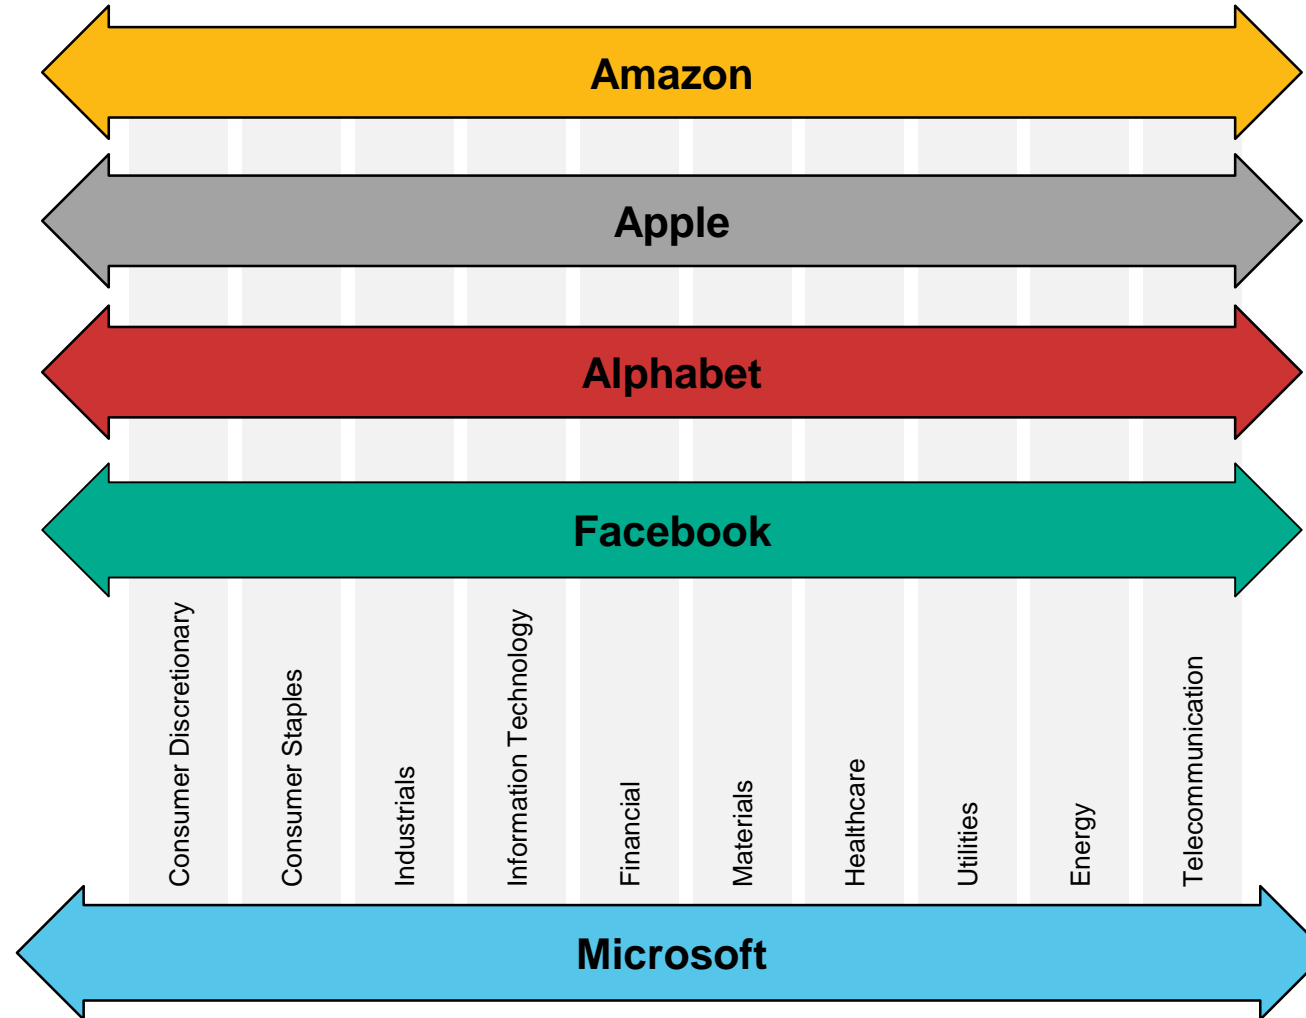 Amazon
Apple
Alphabet
Facebook
Consumer Discretionary
Consumer Staples
Industrials
Information Technology
Financial
Materials
Healthcare
Utilities
Energy
Telecommunication
Microsoft